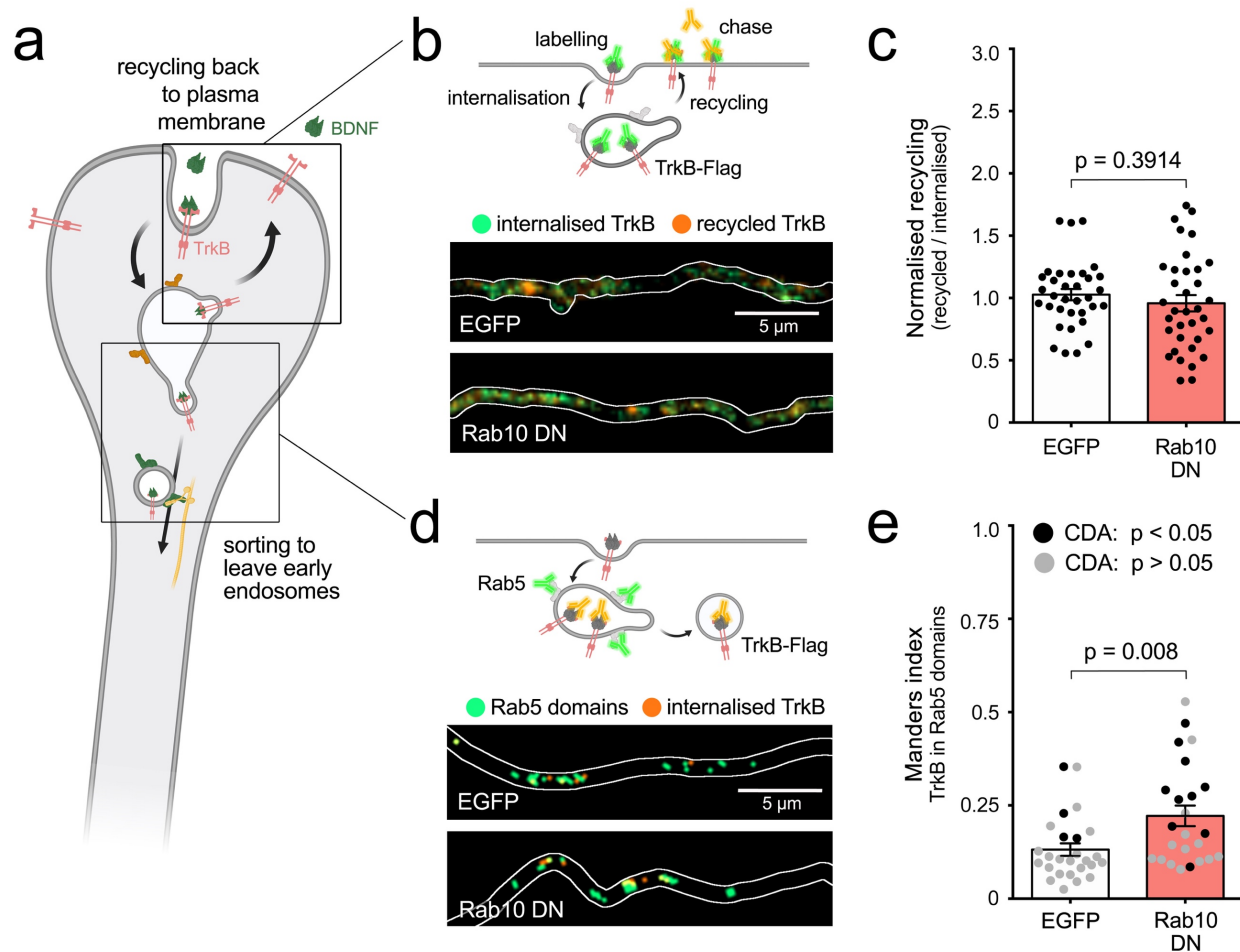 a
recycling back
to plasma
membrane
BDNF
TrkB
sorting to
leave early
endosomes
b
labelling
chase
internalisation
recycling
TrkB-Flag
internalised TrkB
recycled TrkB
EGFP
5 µm
Rab10 DN
c
Normalised recycling
(recycled / internalised)
3.0
2.5
2.0
1.5
1.0
0.5
0
p = 0.3914
EGFP
Rab10
DN
d
Rab5
TrkB-Flag
Rab5 domains
internalised TrkB
EGFP
5 µm
Rab10 DN
e
CDA: p < 0.05
CDA: p > 0.05
Manders index
TrkB in Rab5 domains
1.0
0.75
0.5
0.25
0
p = 0.008
EGFP
Rab10
DN